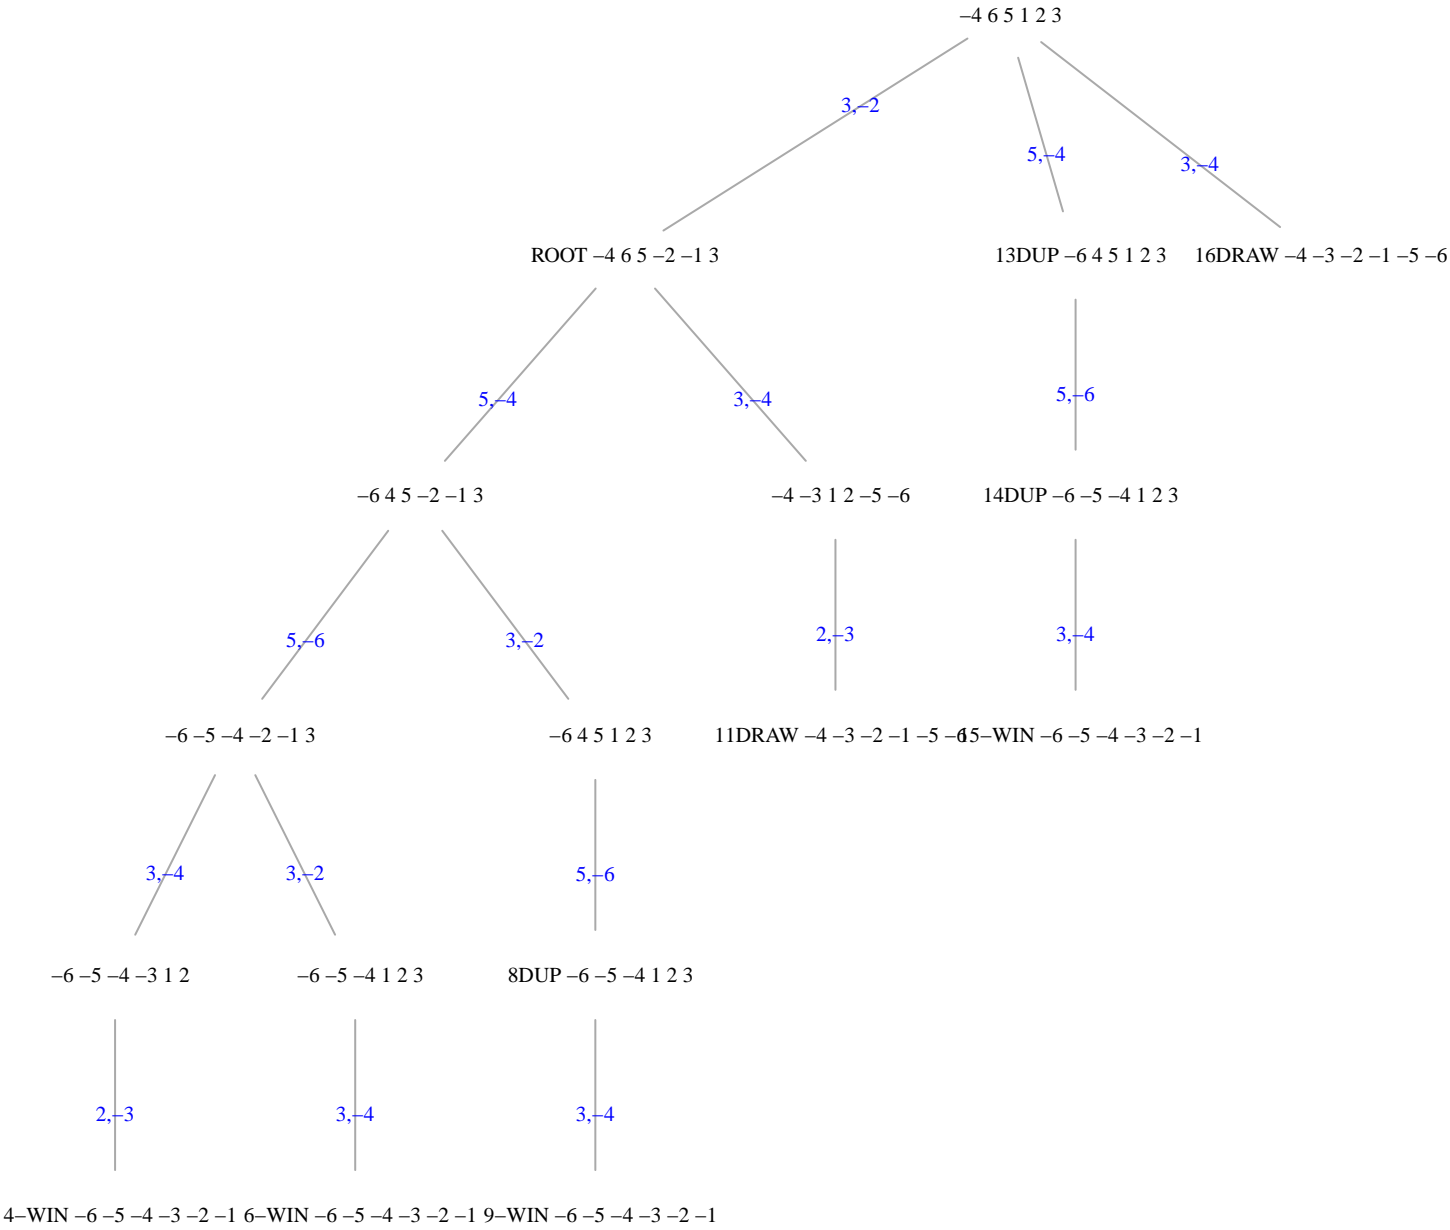 −4 6 5 1 2 3
3,−2
5,−4
3,−4
ROOT −4 6 5 −2 −1 3
13DUP −6 4 5 1 2 3
16DRAW −4 −3 −2 −1 −5 −6
5,−4
3,−4
5,−6
−6 4 5 −2 −1 3
−4 −3 1 2 −5 −6
14DUP −6 −5 −4 1 2 3
5,−6
3,−2
2,−3
3,−4
−6 −5 −4 −2 −1 3
−6 4 5 1 2 3
11DRAW −4 −3 −2 −1 −5 −6
15−WIN −6 −5 −4 −3 −2 −1
3,−4
3,−2
5,−6
−6 −5 −4 −3 1 2
−6 −5 −4 1 2 3
8DUP −6 −5 −4 1 2 3
2,−3
3,−4
3,−4
4−WIN −6 −5 −4 −3 −2 −1
6−WIN −6 −5 −4 −3 −2 −1
9−WIN −6 −5 −4 −3 −2 −1